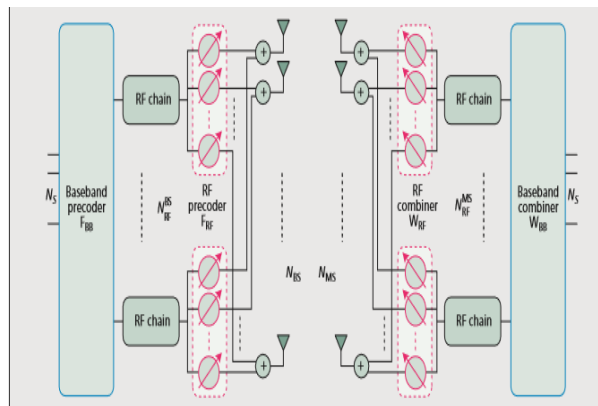 RF chain
RF chain
N_S
Baseband
precoder
F_BB
N_RF^BS
RF
precoder
F_RF
RF
combiner
W_RF
N_RF^MS
Baseband
combiner
W_BB
N_S
N_BS
N_MS
RF chain
RF chain
+
+
+
+
+
+